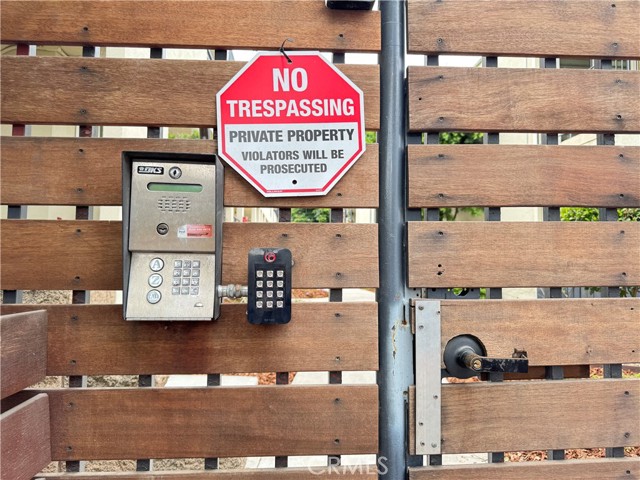 NO
TRESPASSING
PRIVATE PROPERTY
VIOLATORS WILL BE
PROSECUTED
A
Z
CRMLS